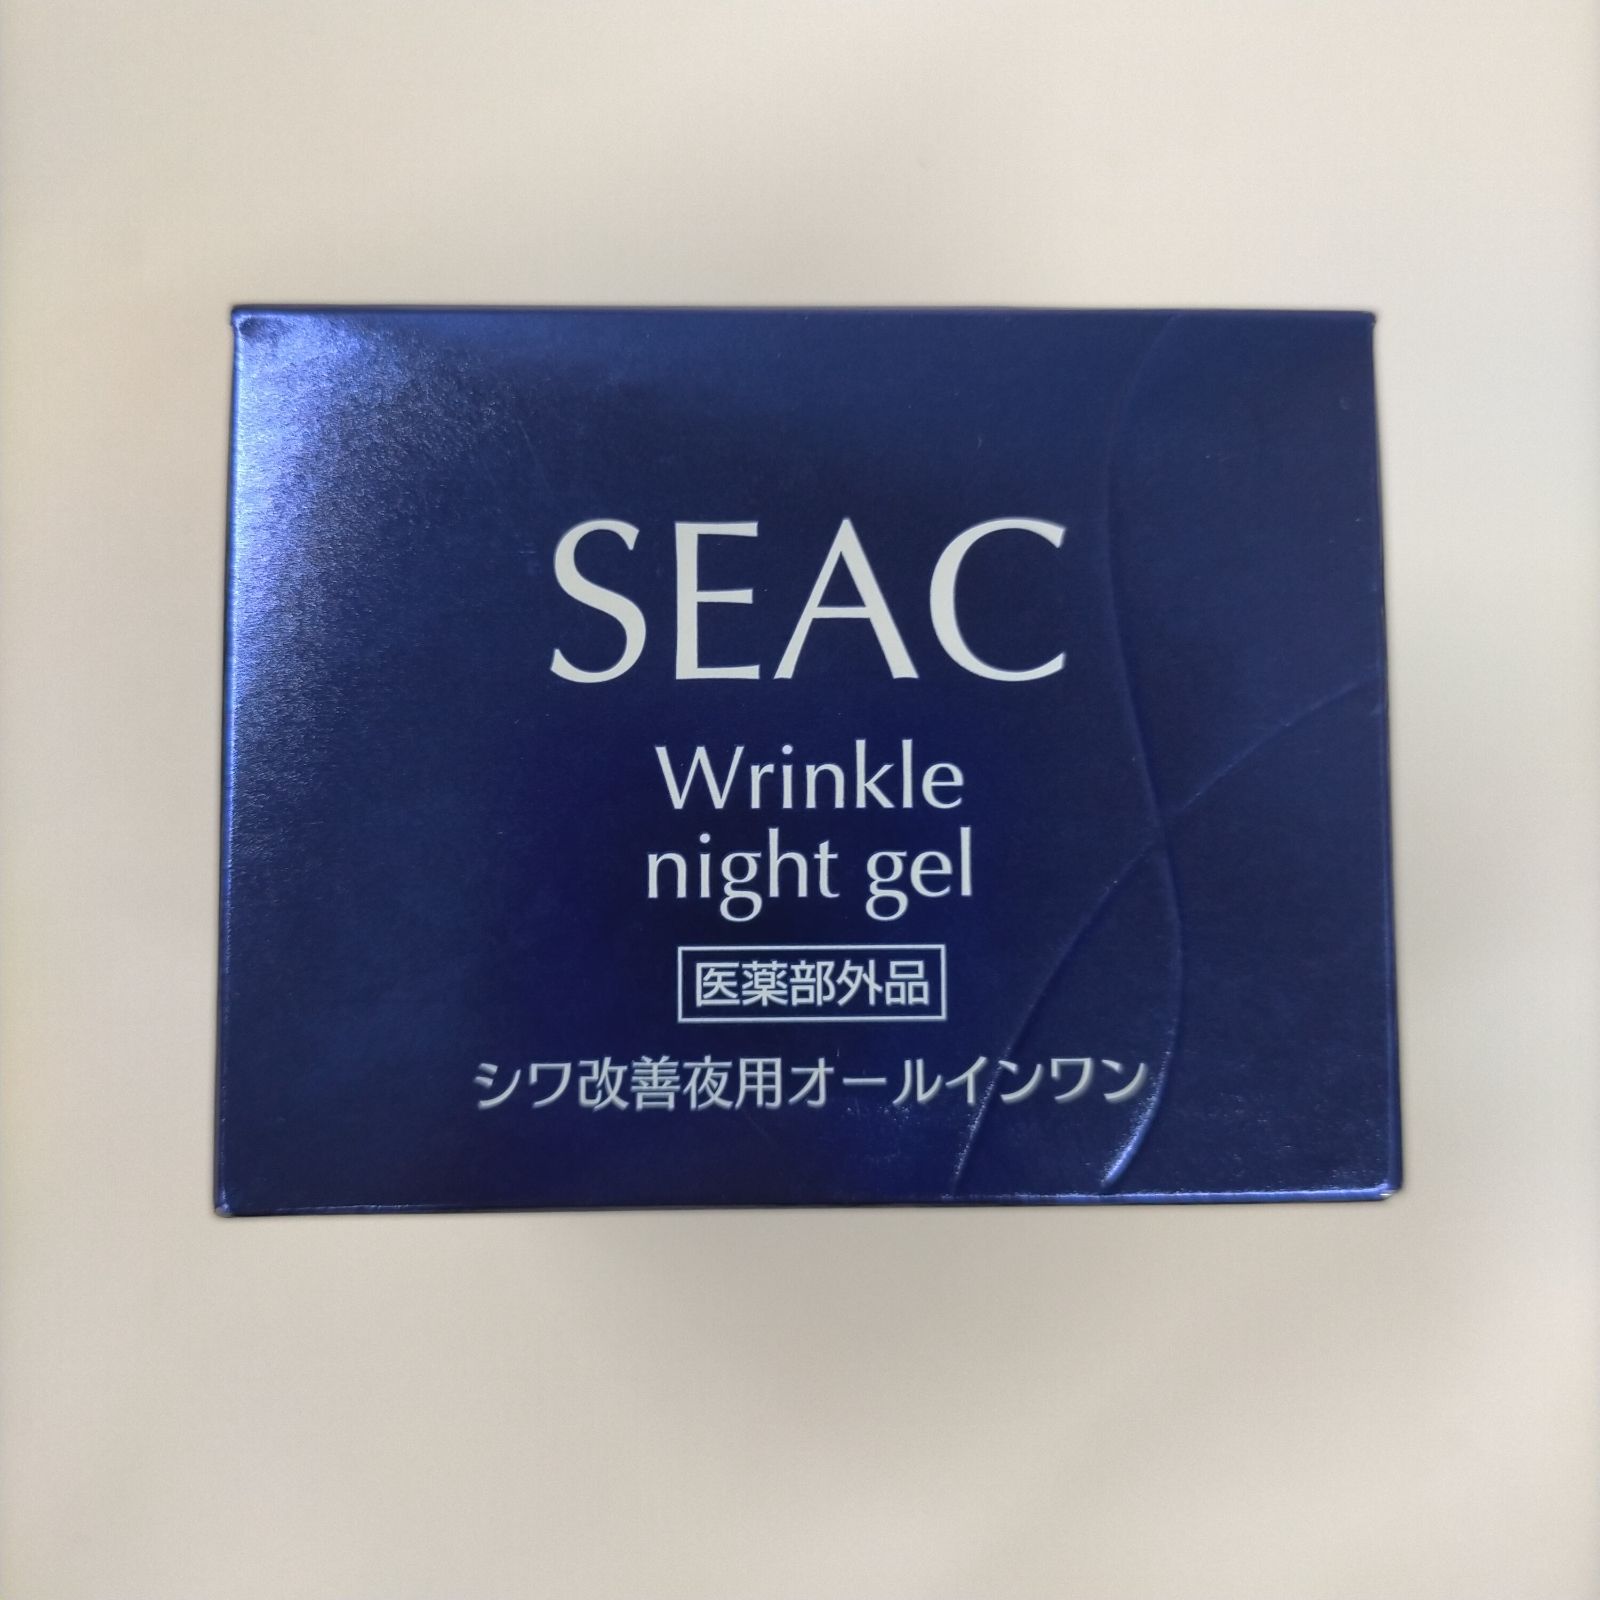 SEAC
Wrinkle
night gel
医薬部外品
シワ改善夜用オールインワン